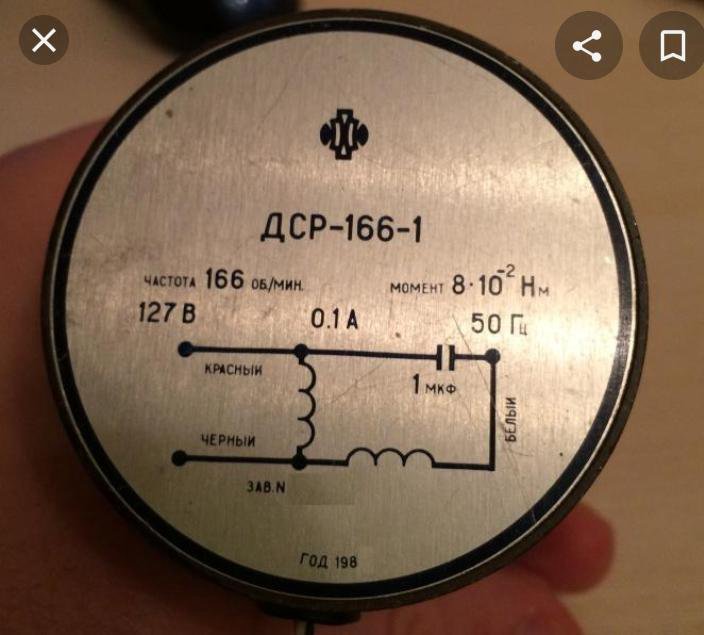 ДСР-166-1
ЧАСТОТА 166 ОБ/МИН. МОМЕНТ 8·10⁻² Нм
127 В 0.1 А 50 Гц
КРАСНЫЙ
1 МКФ
БЕЛЫЙ
ЧЕРНЫЙ
ЗАВ.N
ГОД 198